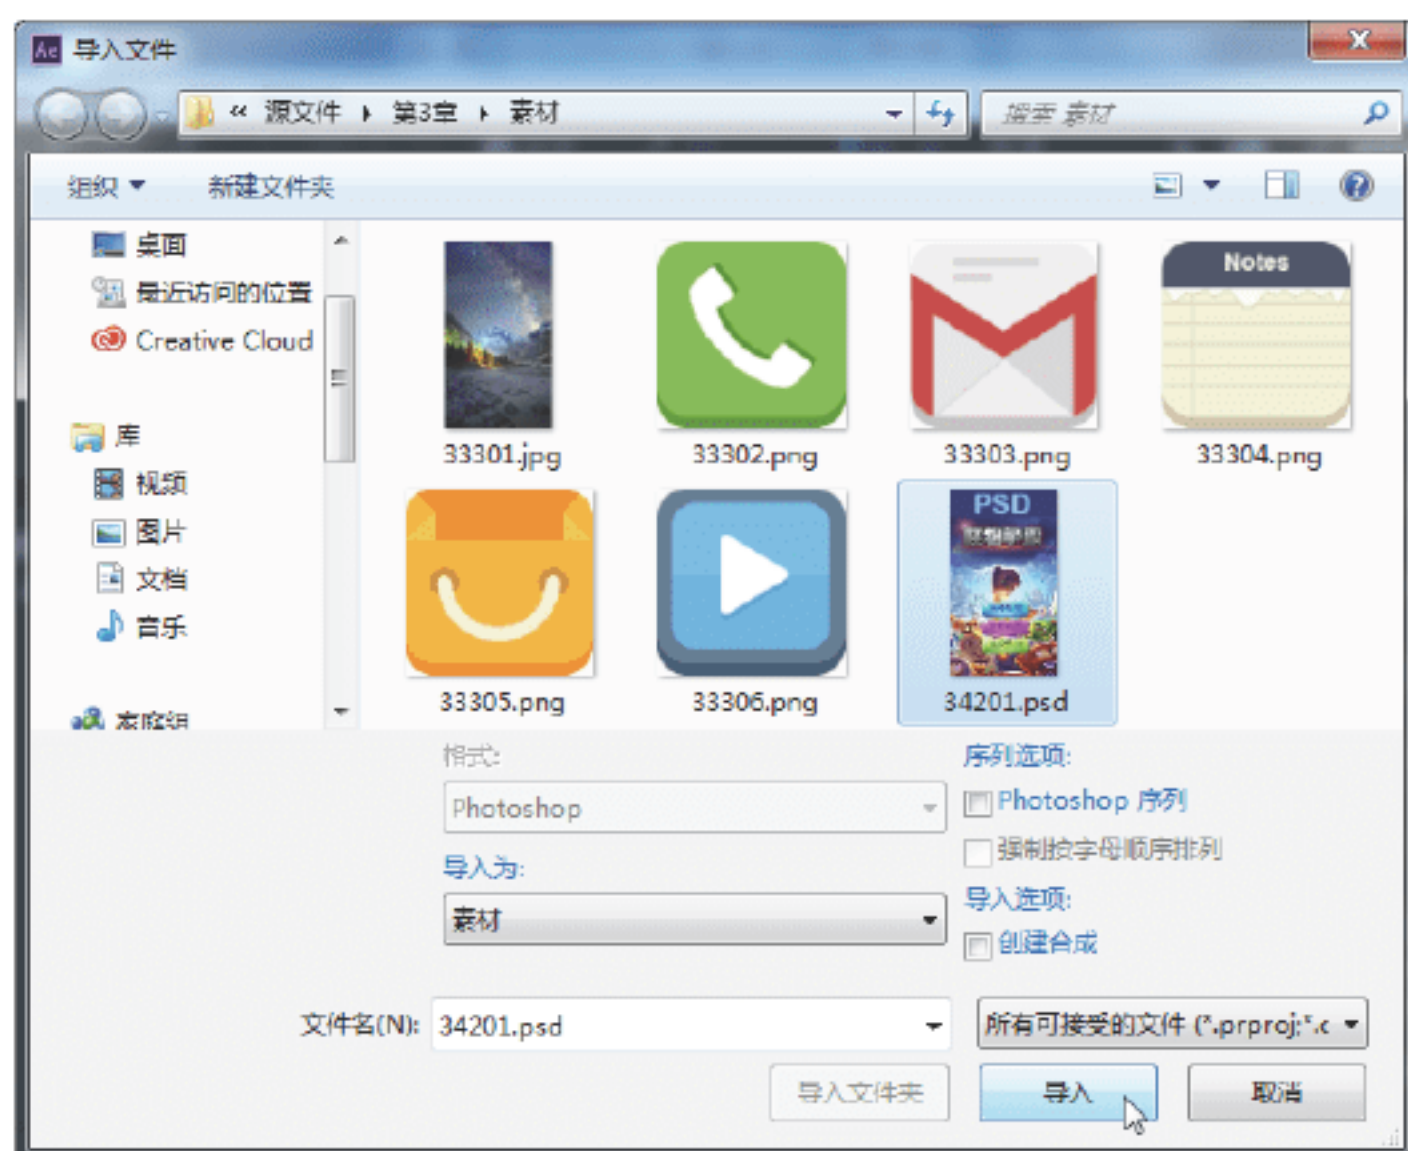 Ae 导入文件
« 源文件 ▸ 第3章 ▸ 素材
搜索 素材
组织 ▼ 新建文件夹
桌面
最近访问的位置
Creative Cloud
库
视频
图片
文档
音乐
家庭组
Notes
33301.jpg
33302.png
33303.png
33304.png
PSD
33305.png
33306.png
34201.psd
格式:
Photoshop
导入为:
素材
序列选项:
Photoshop 序列
强制按字母顺序排列
导入选项:
创建合成
文件名(N): 34201.psd
所有可接受的文件 (*.prproj;*.c
导入文件夹 导入 取消